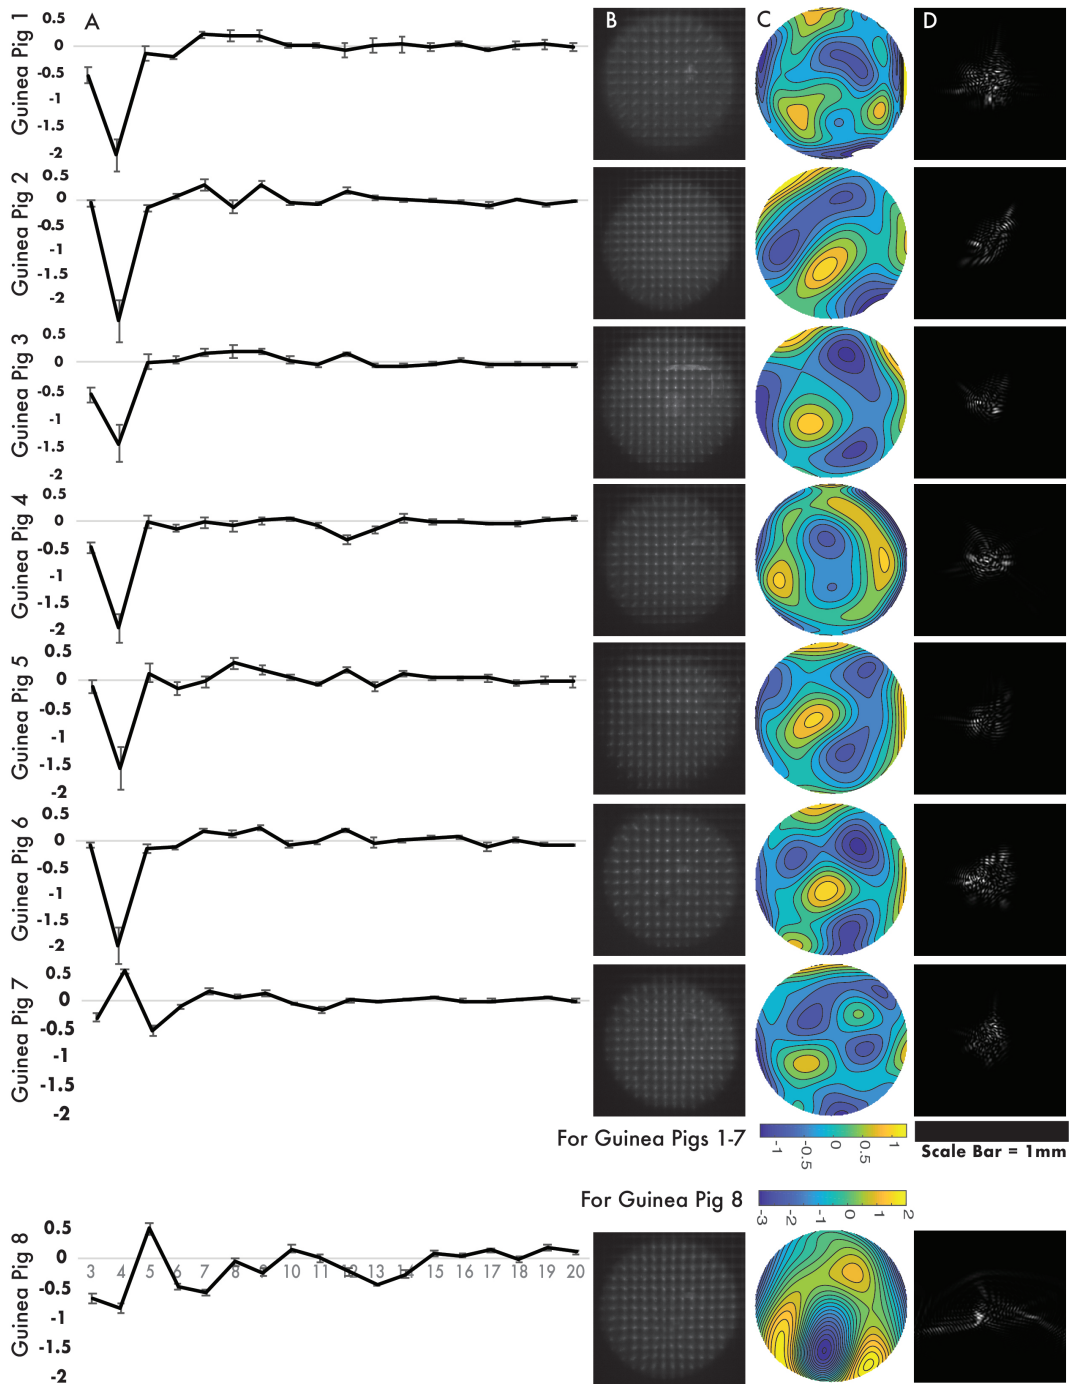 A
B
C
D
Guinea Pig 1
0.5
0
-0.5
-1
-1.5
-2
Guinea Pig 2
0.5
0
-0.5
-1
-1.5
-2
Guinea Pig 3
0.5
0
-0.5
-1
-1.5
-2
Guinea Pig 4
0.5
0
-0.5
-1
-1.5
-2
Guinea Pig 5
0.5
0
-0.5
-1
-1.5
-2
Guinea Pig 6
0.5
0
-0.5
-1
-1.5
-2
Guinea Pig 7
0.5
0
-0.5
-1
-1.5
-2
For Guinea Pigs 1-7
-1 -0.5 0 0.5 1
Scale Bar = 1mm
For Guinea Pig 8
-3 -2 -1 0 1 2
Guinea Pig 8
0.5
0
-0.5
-1
-1.5
-2
3 4 5 6 7 8 9 10 11 12 13 14 15 16 17 18 19 20